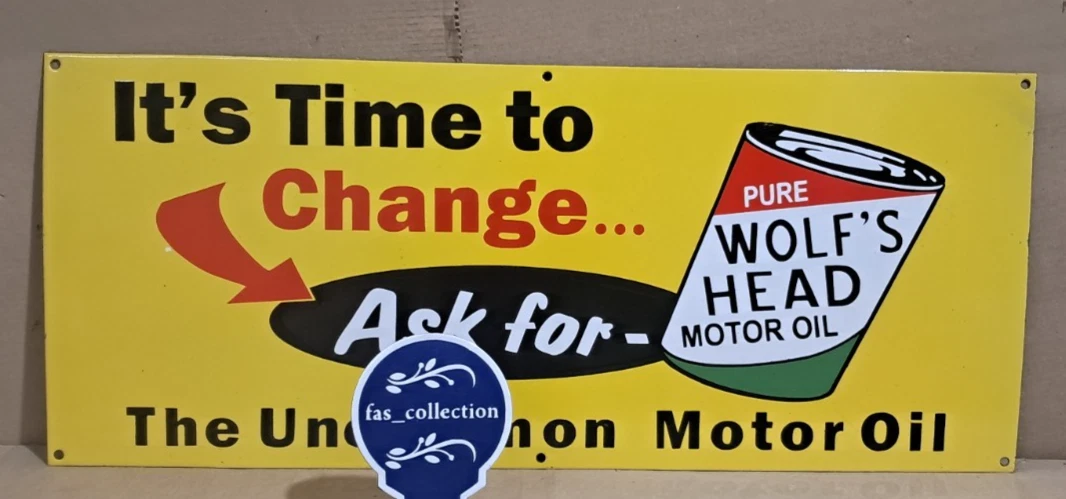 It's Time to
Change...
Ask for-
PURE
WOLF'S
HEAD
MOTOR OIL
fas_collection
The Motor Oil